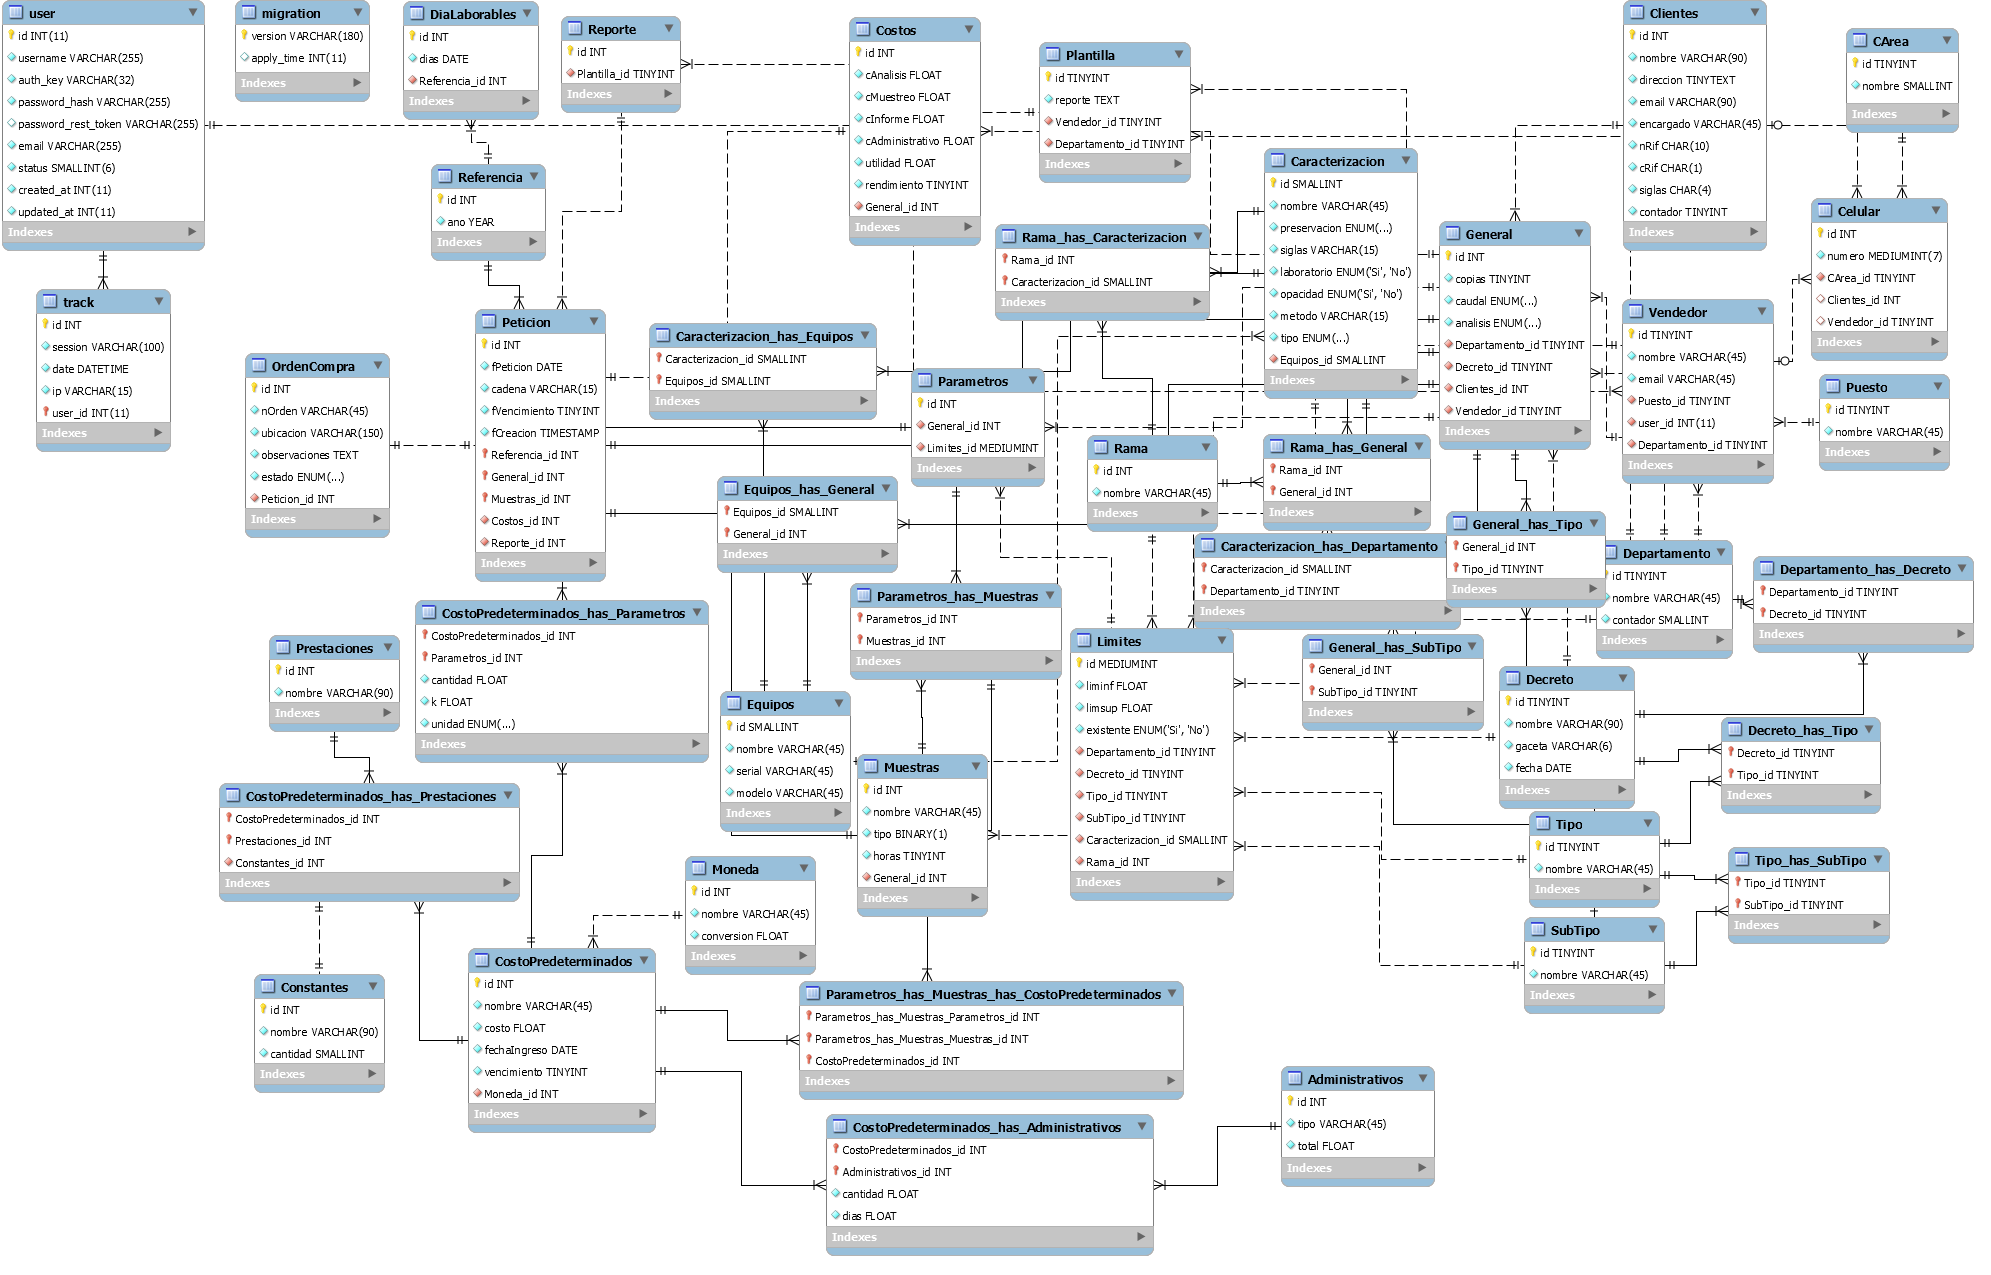 user
id INT(11)
username VARCHAR(255)
auth_key VARCHAR(32)
password_hash VARCHAR(255)
password_rest_token VARCHAR(255)
email VARCHAR(255)
status SMALLINT(6)
created_at INT(11)
updated_at INT(11)
Indexes
migration
version VARCHAR(180)
apply_time INT(11)
Indexes
DiaLaborables
id INT
dias DATE
Referencia_id INT
Indexes
Reporte
id INT
Plantilla_id TINYINT
Indexes
Costos
id INT
cAnalisis FLOAT
cMuestreo FLOAT
cInforme FLOAT
cAdministrativo FLOAT
utilidad FLOAT
rendimiento TINYINT
General_id INT
Indexes
Plantilla
id TINYINT
reporte TEXT
Vendedor_id TINYINT
Departamento_id TINYINT
Indexes
Clientes
id INT
nombre VARCHAR(90)
direccion TINYTEXT
email VARCHAR(90)
encargado VARCHAR(45)
nRif CHAR(10)
cRif CHAR(1)
siglas CHAR(4)
contador TINYINT
Indexes
CArea
id TINYINT
nombre SMALLINT
Indexes
Referencia
id INT
ano YEAR
Indexes
Caracterizacion
id SMALLINT
nombre VARCHAR(45)
preservacion ENUM(...)
siglas VARCHAR(15)
laboratorio ENUM('Si', 'No')
opacidad ENUM('Si', 'No')
metodo VARCHAR(15)
tipo ENUM(...)
Equipos_id SMALLINT
Indexes
Rama_has_Caracterizacion
Rama_id INT
Caracterizacion_id SMALLINT
Indexes
General
id INT
copias TINYINT
caudal ENUM(...)
analisis ENUM(...)
Departamento_id TINYINT
Decreto_id TINYINT
Clientes_id INT
Vendedor_id TINYINT
Indexes
Celular
id INT
numero MEDIUMINT(7)
CArea_id TINYINT
Clientes_id INT
Vendedor_id TINYINT
Indexes
track
id INT
session VARCHAR(100)
date DATETIME
ip VARCHAR(15)
user_id INT(11)
Indexes
Peticion
id INT
fPeticion DATE
cadena VARCHAR(15)
fVencimiento TINYINT
fCreacion TIMESTAMP
Referencia_id INT
General_id INT
Muestras_id INT
Costos_id INT
Reporte_id INT
Indexes
Vendedor
id TINYINT
nombre VARCHAR(45)
email VARCHAR(45)
Puesto_id TINYINT
user_id INT(11)
Departamento_id TINYINT
Indexes
Caracterizacion_has_Equipos
Caracterizacion_id SMALLINT
Equipos_id SMALLINT
Indexes
OrdenCompra
id INT
nOrden VARCHAR(45)
ubicacion VARCHAR(150)
observaciones TEXT
estado ENUM(...)
Peticion_id INT
Indexes
Parametros
id INT
General_id INT
Limites_id MEDIUMINT
Indexes
Puesto
id TINYINT
nombre VARCHAR(45)
Indexes
Rama
id INT
nombre VARCHAR(45)
Indexes
Rama_has_General
Rama_id INT
General_id INT
Indexes
Equipos_has_General
Equipos_id SMALLINT
General_id INT
Indexes
General_has_Tipo
General_id INT
Tipo_id TINYINT
Indexes
Caracterizacion_has_Departamento
Caracterizacion_id SMALLINT
Departamento_id TINYINT
Indexes
Departamento
id TINYINT
nombre VARCHAR(45)
contador SMALLINT
Indexes
Departamento_has_Decreto
Departamento_id TINYINT
Decreto_id TINYINT
Indexes
Parametros_has_Muestras
Parametros_id INT
Muestras_id INT
Indexes
CostoPredeterminados_has_Parametros
CostoPredeterminados_id INT
Parametros_id INT
cantidad FLOAT
k FLOAT
unidad ENUM(...)
Indexes
Limites
id MEDIUMINT
liminf FLOAT
limsup FLOAT
existente ENUM('Si', 'No')
Departamento_id TINYINT
Decreto_id TINYINT
Tipo_id TINYINT
SubTipo_id TINYINT
Caracterizacion_id SMALLINT
Rama_id INT
Indexes
General_has_SubTipo
General_id INT
SubTipo_id TINYINT
Indexes
Prestaciones
id INT
nombre VARCHAR(90)
Indexes
Decreto
id TINYINT
nombre VARCHAR(90)
gaceta VARCHAR(6)
fecha DATE
Indexes
Equipos
id SMALLINT
nombre VARCHAR(45)
serial VARCHAR(45)
modelo VARCHAR(45)
Indexes
Decreto_has_Tipo
Decreto_id TINYINT
Tipo_id TINYINT
Indexes
Muestras
id INT
nombre VARCHAR(45)
tipo BINARY(1)
horas TINYINT
General_id INT
Indexes
CostoPredeterminados_has_Prestaciones
CostoPredeterminados_id INT
Prestaciones_id INT
Constantes_id INT
Indexes
Tipo
id TINYINT
nombre VARCHAR(45)
Indexes
Tipo_has_SubTipo
Tipo_id TINYINT
SubTipo_id TINYINT
Indexes
Moneda
id INT
nombre VARCHAR(45)
conversion FLOAT
Indexes
SubTipo
id TINYINT
nombre VARCHAR(45)
Indexes
CostoPredeterminados
id INT
nombre VARCHAR(45)
costo FLOAT
fechaIngreso DATE
vencimiento TINYINT
Moneda_id INT
Indexes
Constantes
id INT
nombre VARCHAR(90)
cantidad SMALLINT
Indexes
Parametros_has_Muestras_has_CostoPredeterminados
Parametros_has_Muestras_Parametros_id INT
Parametros_has_Muestras_Muestras_id INT
CostoPredeterminados_id INT
Indexes
Administrativos
id INT
tipo VARCHAR(45)
total FLOAT
Indexes
CostoPredeterminados_has_Administrativos
CostoPredeterminados_id INT
Administrativos_id INT
cantidad FLOAT
dias FLOAT
Indexes